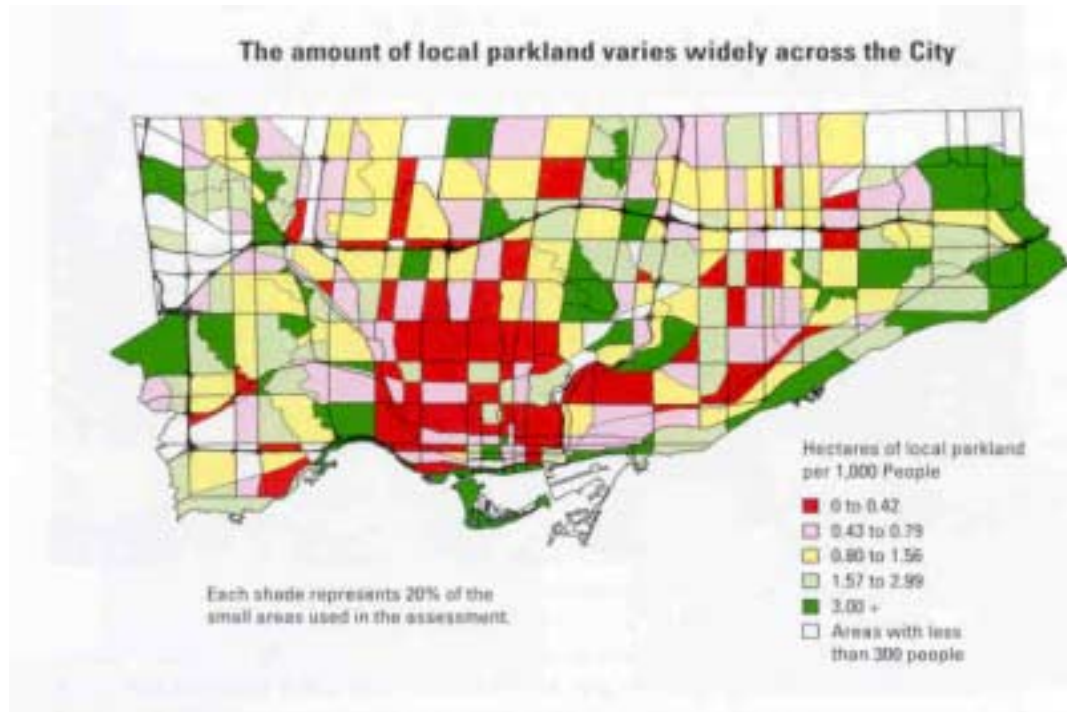 The amount of local parkland varies widely across the City
Hectares of local parkland
per 1,000 People
0 to 0.42
0.43 to 0.79
0.80 to 1.56
1.57 to 2.99
3.00 +
Areas with less
than 300 people
Each shade represents 20% of the
small areas used in the assessment.